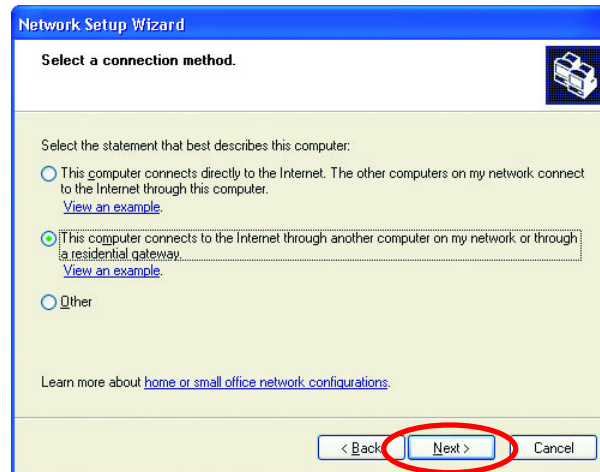 Network Setup Wizard
Select a connection method.
Select the statement that best describes this computer:
This computer connects directly to the Internet. The other computers on my network connect
to the Internet through this computer.
View an example.
This computer connects to the Internet through another computer on my network or through
a residential gateway.
View an example.
Other
Learn more about home or small office network configurations.
< Back Next > Cancel